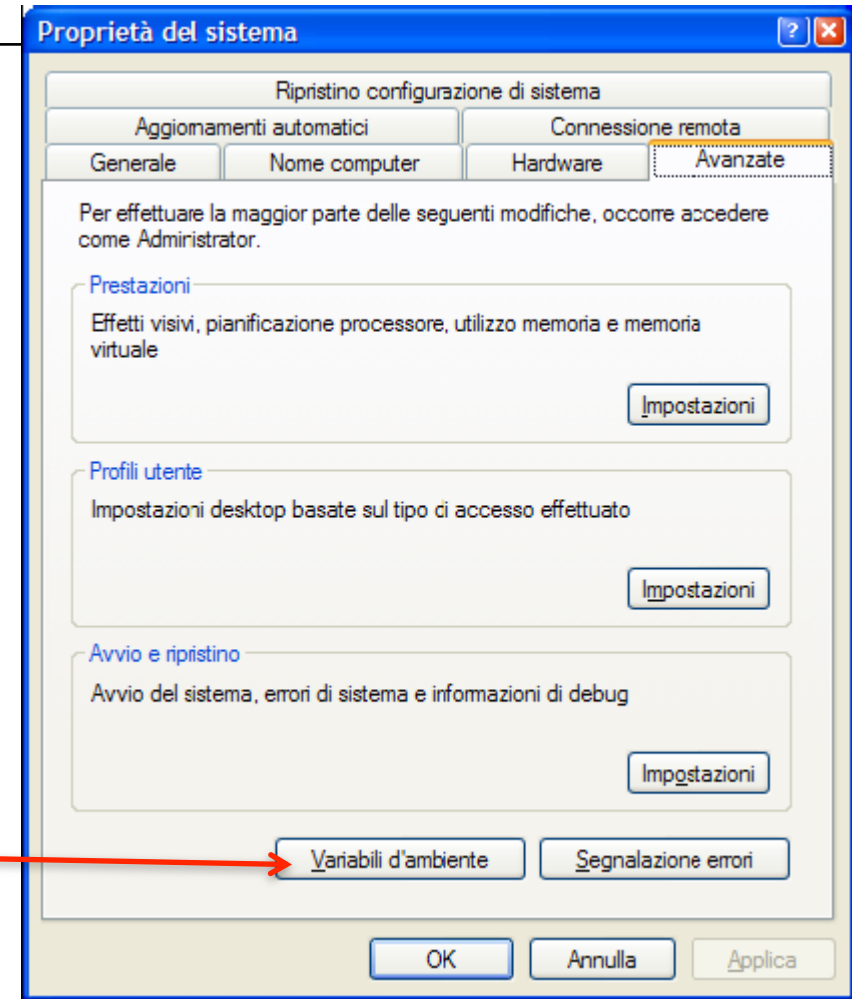 Proprietà del sistema
Ripristino configurazione di sistema
Aggiornamenti automatici
Connessione remota
Generale
Nome computer
Hardware
Avanzate
Per effettuare la maggior parte delle seguenti modifiche, occorre accedere
come Administrator.
Prestazioni
Effetti visivi, pianificazione processore, utilizzo memoria e memoria
virtuale
Impostazioni
Profili utente
Impostazioni desktop basate sul tipo di accesso effettuato
Impostazioni
Avvio e ripristino
Avvio del sistema, errori di sistema e informazioni di debug
Impostazioni
Variabili d'ambiente
Segnalazione errori
OK
Annulla
Applica